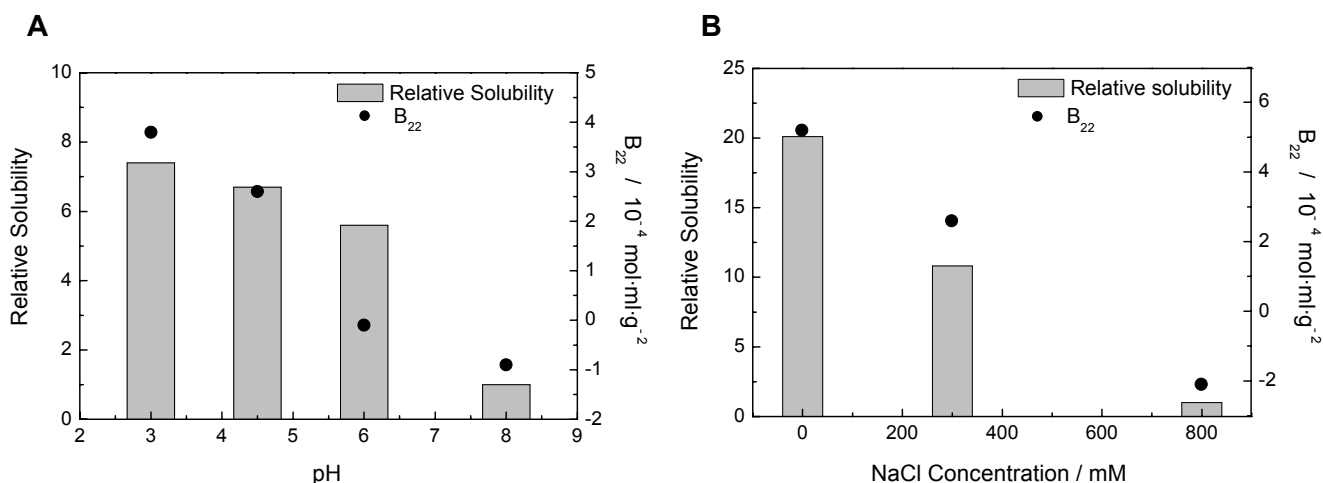 A
Relative Solubility
B₂₂
10
8
6
4
2
0
5
4
3
2
1
0
-1
-2
2 3 4 5 6 7 8 9
pH
Relative Solubility
B₂₂ / 10⁻⁴ mol·ml·g⁻²
B
Relative solubility
B₂₂
25
20
15
10
5
0
6
4
2
0
-2
0 200 400 600 800
NaCl Concentration / mM
Relative Solubility
B₂₂ / 10⁻⁴ mol·ml·g⁻²